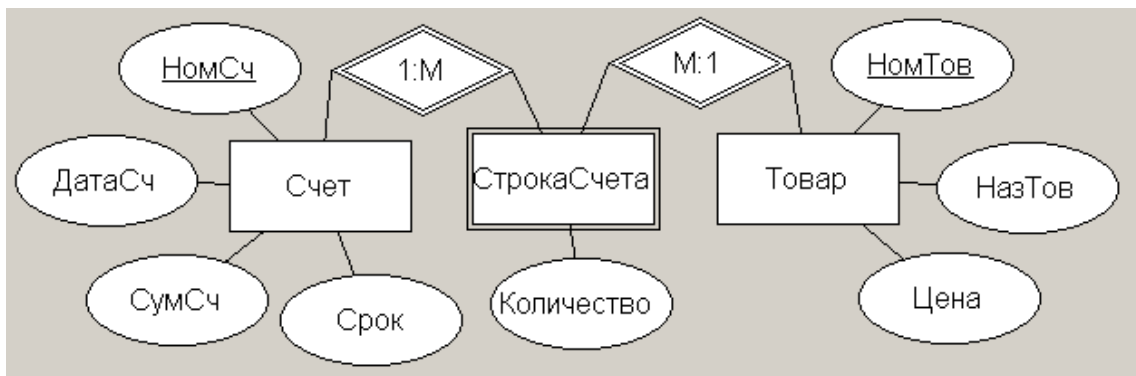 НомСч
1:М
М:1
НомТов
ДатаСч
Счет
СтрокаСчета
Товар
НазТов
СумСч
Срок
Количество
Цена